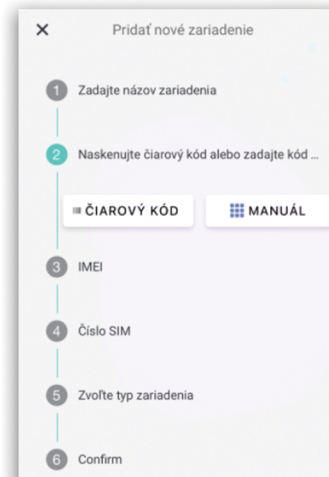 Pridať nové zariadenie
1 Zadajte názov zariadenia
2 Naskenujte čiarový kód alebo zadajte kód ...
ČIAROVÝ KÓD MANUÁL
3 IMEI
4 Číslo SIM
5 Zvoľte typ zariadenia
6 Confirm